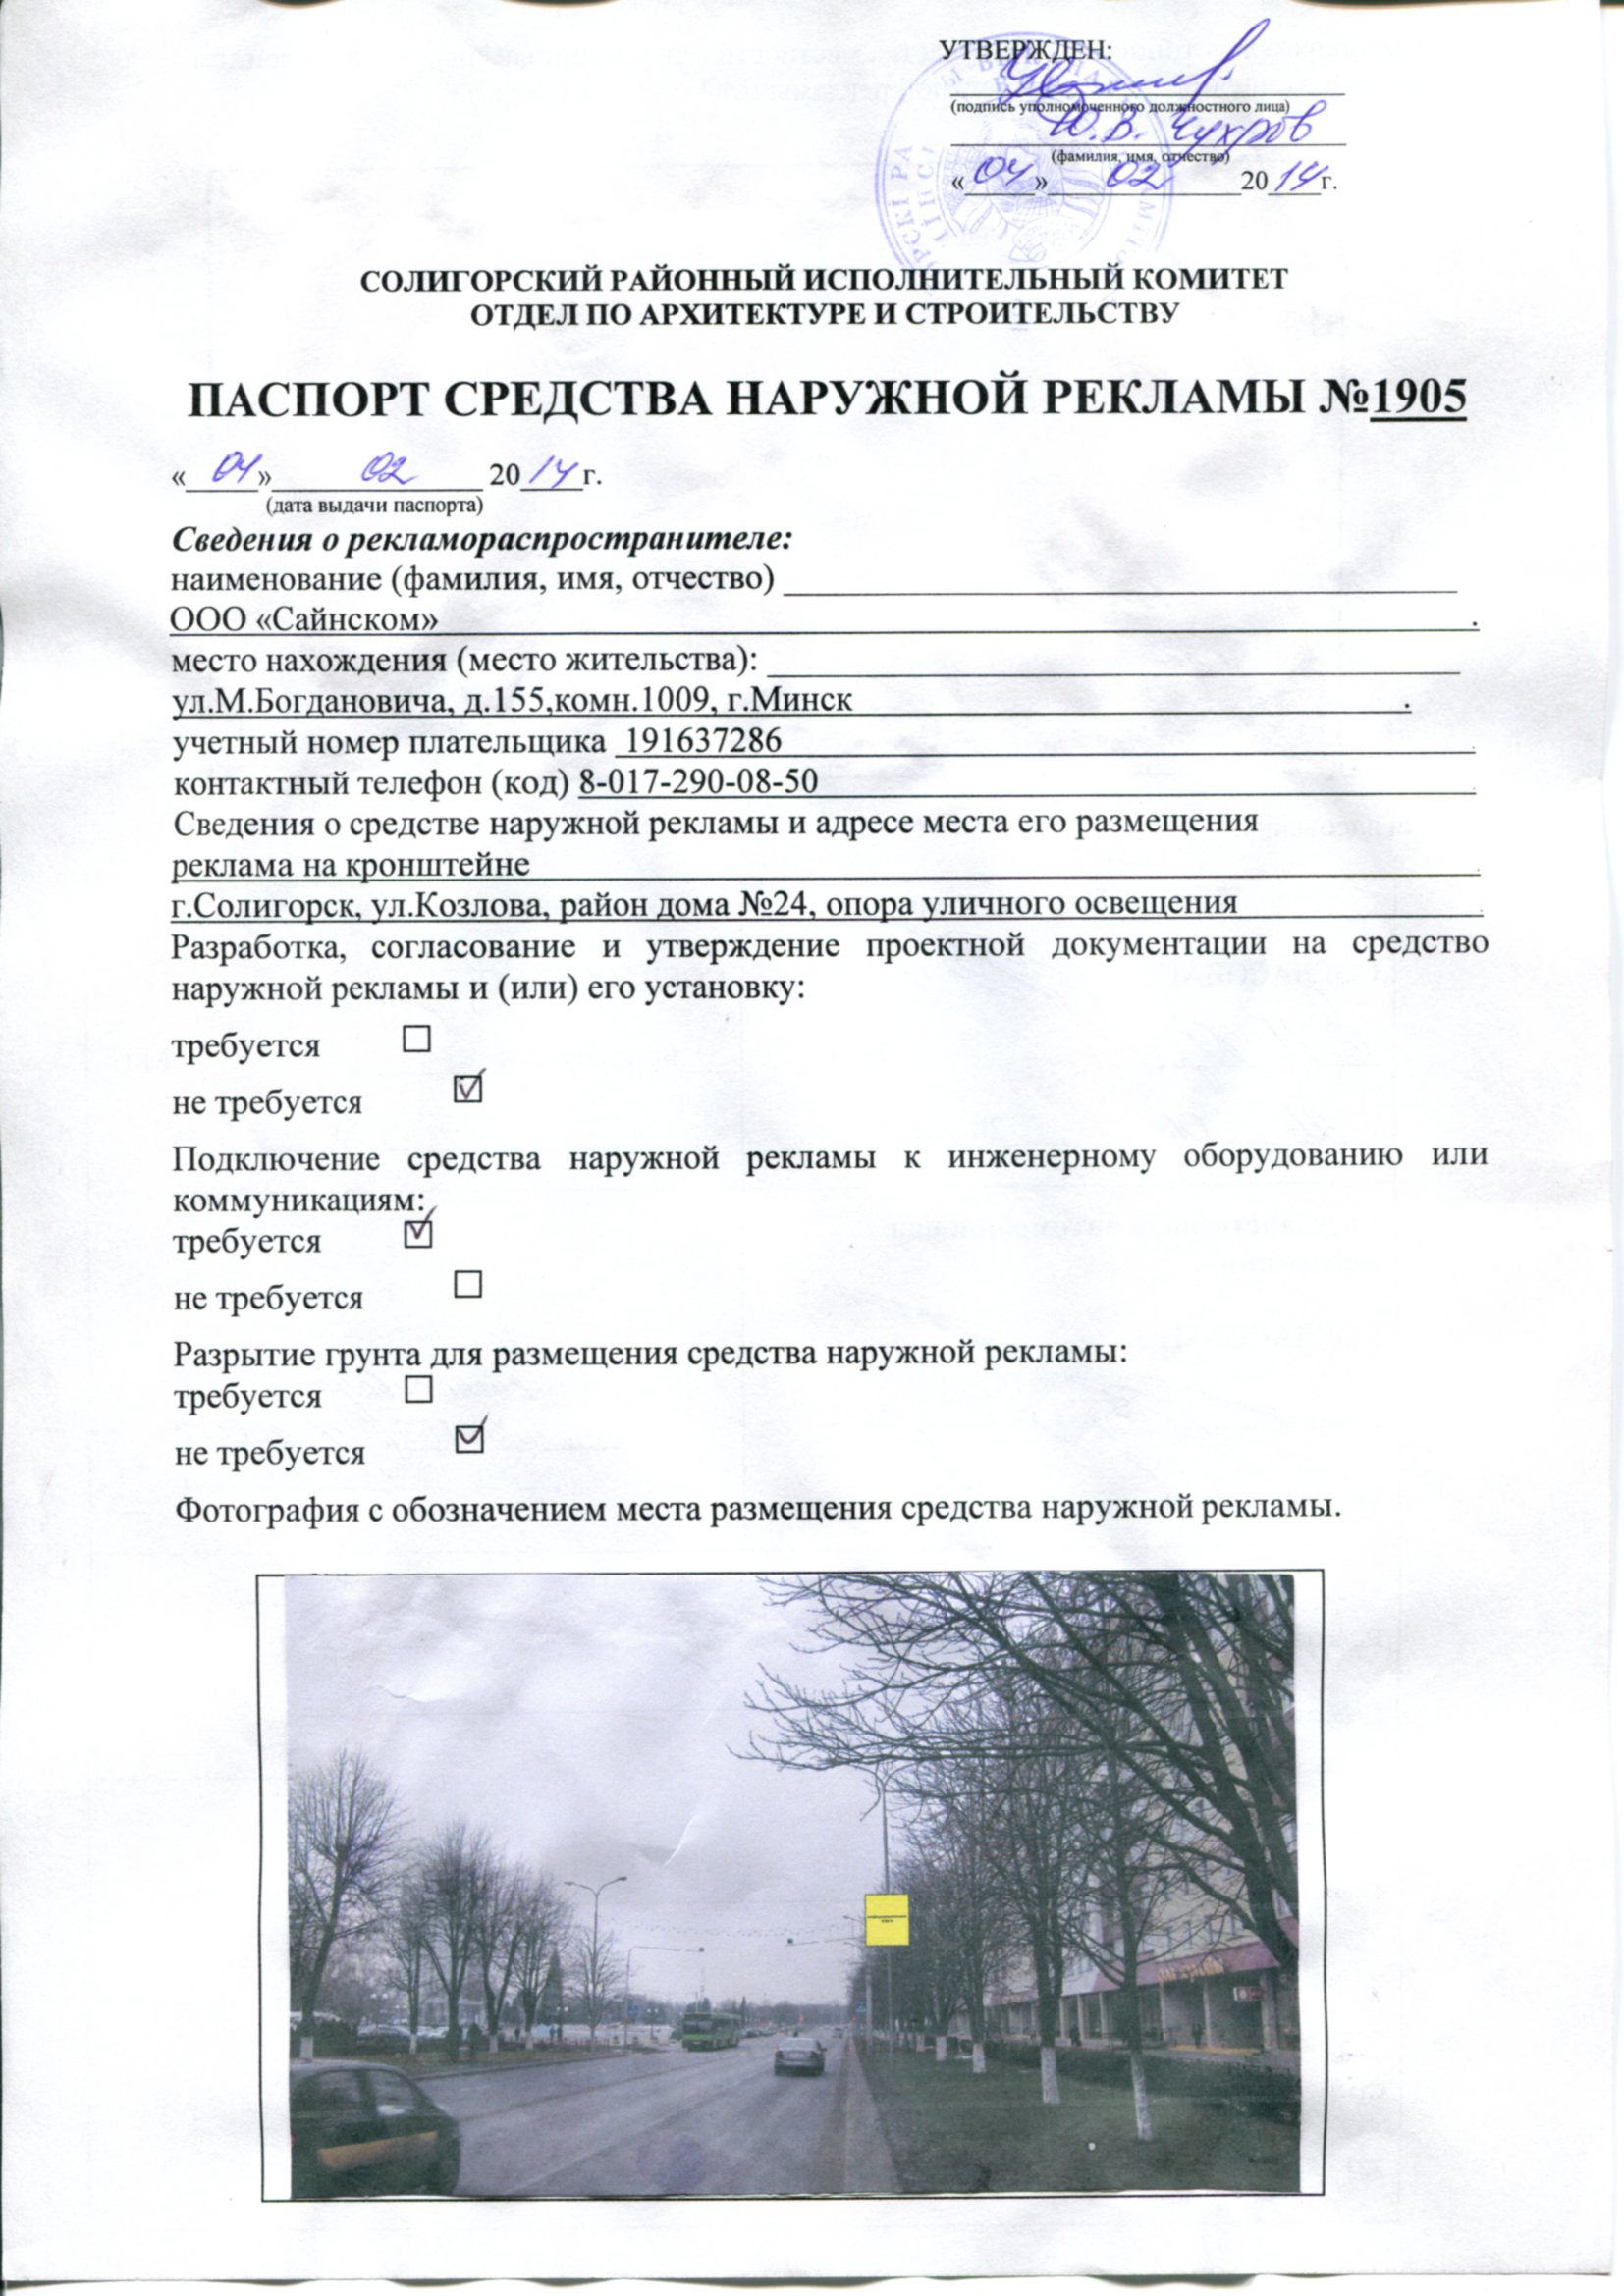 УТВЕРЖДЕН:
(подпись уполномоченного должностного лица)
Ю.В. Чухров
(фамилия, имя, отчество)
«04» 02 2014г.
СОЛИГОРСКИЙ РАЙОННЫЙ ИСПОЛНИТЕЛЬНЫЙ КОМИТЕТ
ОТДЕЛ ПО АРХИТЕКТУРЕ И СТРОИТЕЛЬСТВУ
ПАСПОРТ СРЕДСТВА НАРУЖНОЙ РЕКЛАМЫ №1905
«04» 02 2014г.
(дата выдачи паспорта)
Сведения о рекламораспространителе:
наименование (фамилия, имя, отчество)
ООО «Сайнском» .
место нахождения (место жительства):
ул.М.Богдановича, д.155,комн.1009, г.Минск .
учетный номер плательщика 191637286
контактный телефон (код) 8-017-290-08-50
Сведения о средстве наружной рекламы и адресе места его размещения
реклама на кронштейне
г.Солигорск, ул.Козлова, район дома №24, опора уличного освещения
Разработка, согласование и утверждение проектной документации на средство
наружной рекламы и (или) его установку:
требуется ☐
не требуется ☑
Подключение средства наружной рекламы к инженерному оборудованию или
коммуникациям:
требуется ☑
не требуется ☐
Разрытие грунта для размещения средства наружной рекламы:
требуется ☐
не требуется ☑
Фотография с обозначением места размещения средства наружной рекламы.